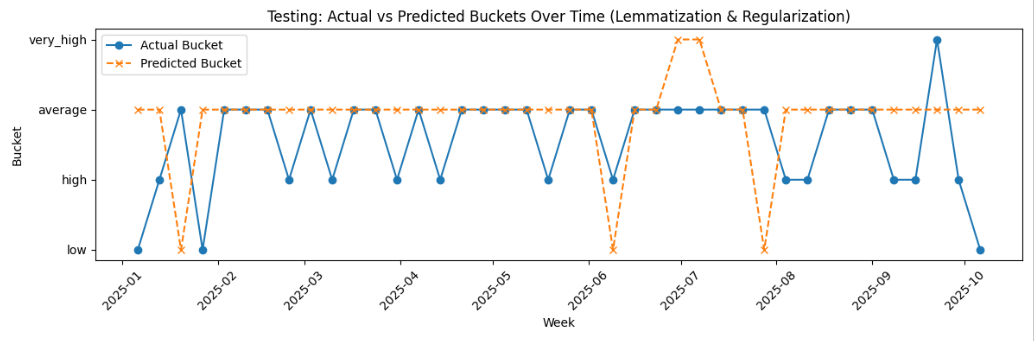 Testing: Actual vs Predicted Buckets Over Time (Lemmatization & Regularization)
Actual Bucket
Predicted Bucket
Bucket
very_high
average
high
low
2025-01
2025-02
2025-03
2025-04
2025-05
2025-06
2025-07
2025-08
2025-09
2025-10
Week